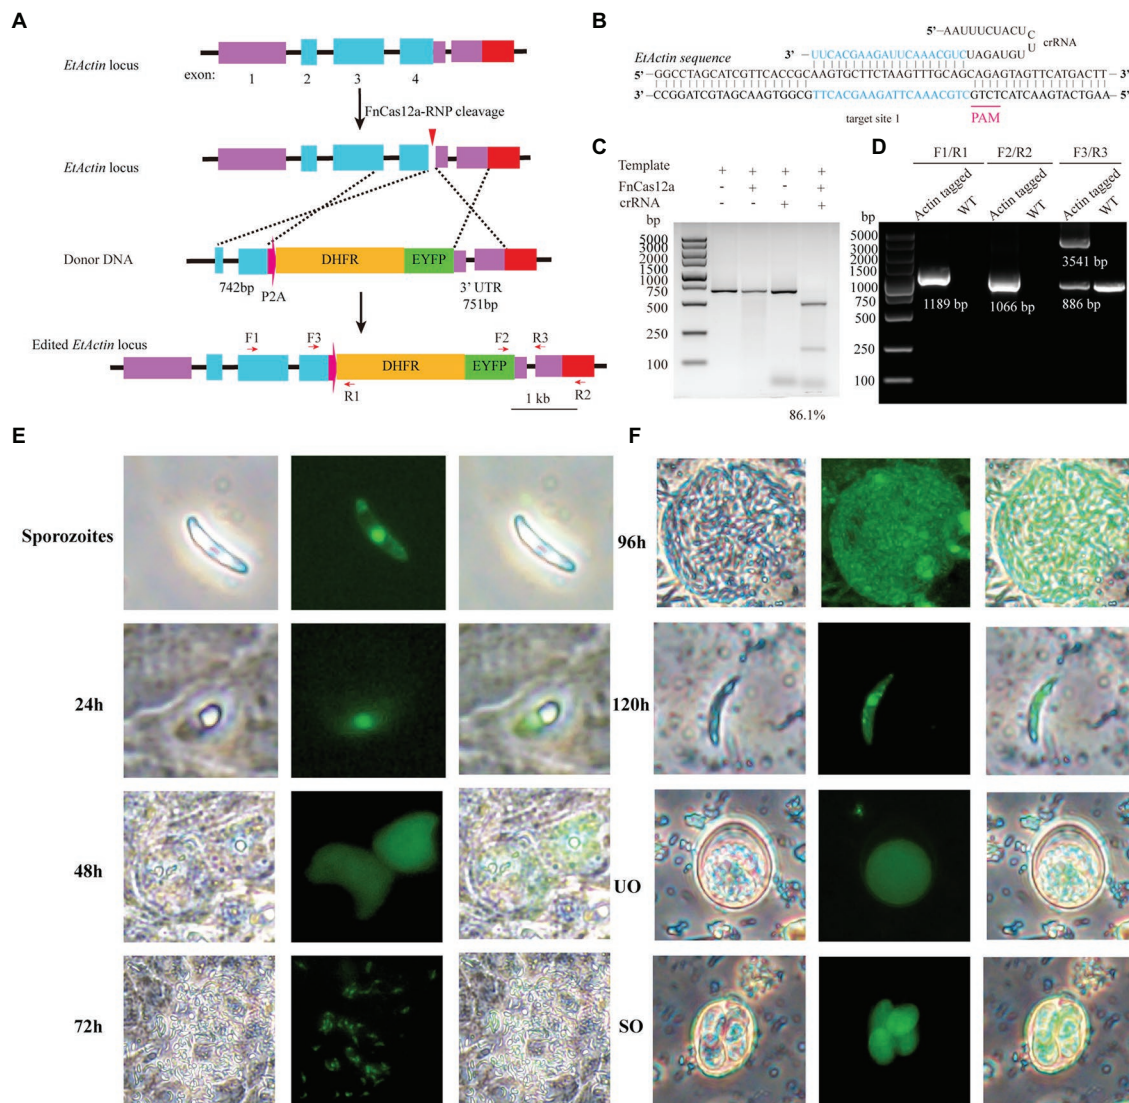 A
EtActin locus
exon:
1 2 3 4
FnCas12a-RNP cleavage
EtActin locus
Donor DNA
DHFR EYFP
742bp
P2A
3' UTR
751bp
Edited EtActin locus
F1 F3 F2 R3
DHFR EYFP
R1
R2
1 kb
B
5'-AAUUUCUACU
C
U
crRNA
3'- UUCACGAAGAUUCAAACGUCUAGAUGU
EtActin sequence
5'-GGCCTAGCATCGTTCACCGCAAGTGCTTCTAAGTTTGCAGCAGAGTAGTTCATGACTT-3'
3'-CCGGATCGTAGCAAGTGGCGTTCACGAAGATTCAAACGTCGTCTCATCAAGTACTGAA-5'
target site 1
PAM
C
Template + + + +
FnCas12a - + - +
crRNA - - + +
bp
5000
3000
2000
1500
1000
750
500
250
100
86.1%
D
F1/R1 F2/R2 F3/R3
Actin tagged WT Actin tagged WT Actin tagged WT
bp
5000
3000
2000
1500
1000
750
500
250
100
1189 bp
1066 bp
3541 bp
886 bp
E
Sporozoites
24h
48h
72h
F
96h
120h
UO
SO